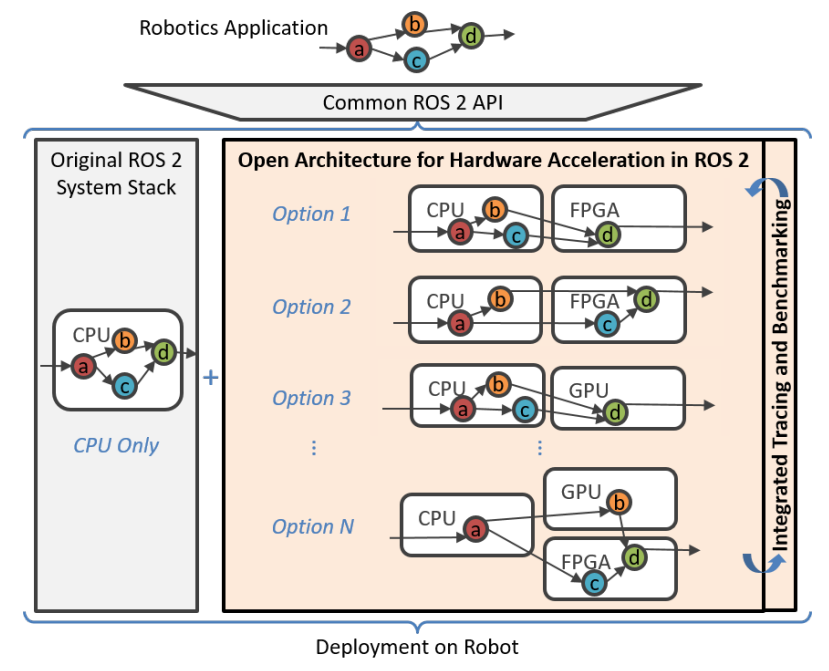 Robotics Application
a
b
c
d
Common ROS 2 API
Original ROS 2
System Stack
CPU
a
b
c
d
CPU Only
+
Open Architecture for Hardware Acceleration in ROS 2
Option 1
CPU
a
b
c
FPGA
d
Option 2
CPU
a
b
FPGA
c
d
Option 3
CPU
a
b
c
GPU
d
⋮
⋮
Option N
CPU
a
GPU
b
FPGA
c
d
Integrated Tracing and Benchmarking
Deployment on Robot